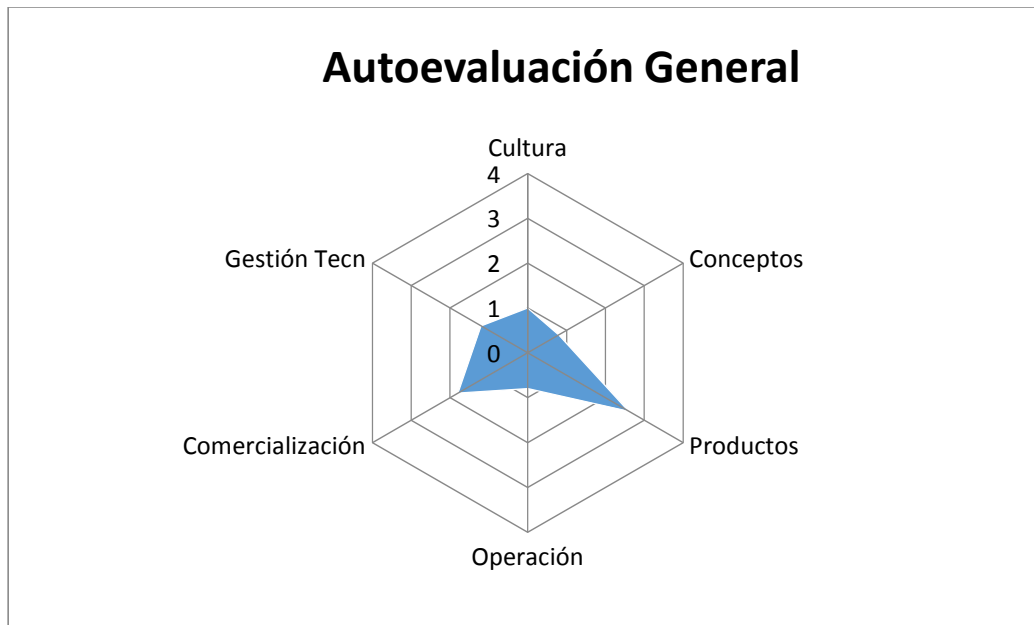 Autoevaluación General
Cultura
4
3
2
1
0
Conceptos
Productos
Operación
Comercialización
Gestión Tecn